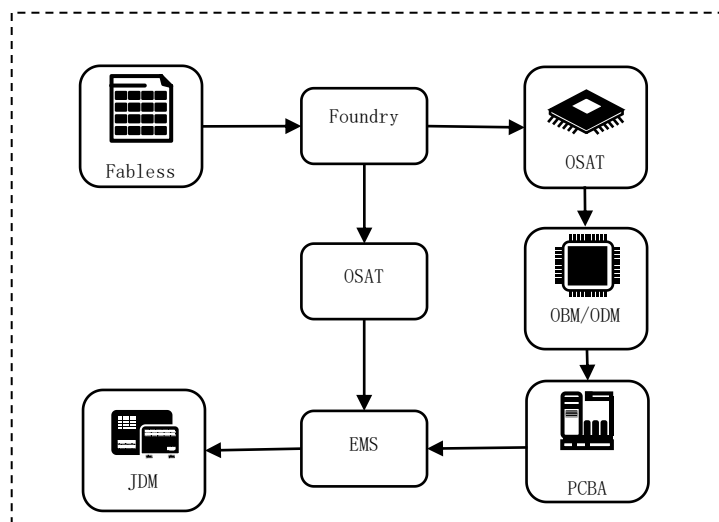 Fabless
Foundry
OSAT
OSAT
OBM/ODM
JDM
EMS
PCBA